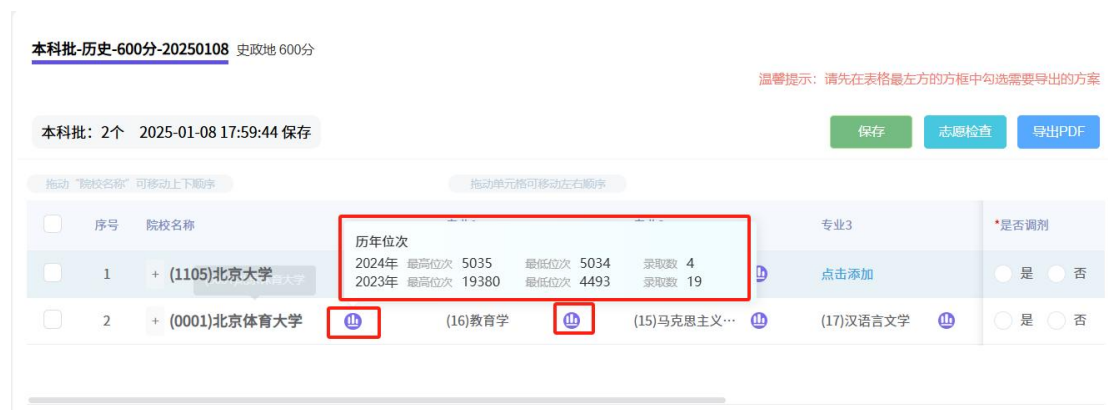 本科批-历史-600分-20250108 史政地 600分
温馨提示：请先在表格最左方的方框中勾选需要导出的方案
本科批：2个 2025-01-08 17:59:44 保存
保存 志愿检查 导出PDF
拖动“院校名称”可移动上下顺序 拖动单元格可移动左右顺序
序号 院校名称 专业3 *是否调剂
历年位次
2024年 最高位次 5035 最低位次 5034 录取数 4
2023年 最高位次 19380 最低位次 4493 录取数 19
1 + (1105)北京大学 点击添加 是 否
2 + (0001)北京体育大学 (16)教育学 (15)马克思主义… (17)汉语言文学 是 否